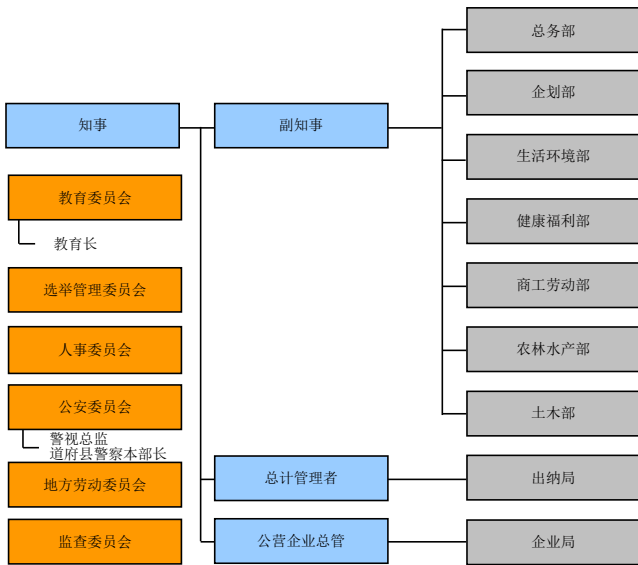 总务部
企划部
知事
副知事
生活环境部
教育委员会
健康福利部
教育长
选举管理委员会
商工劳动部
人事委员会
农林水产部
公安委员会
土木部
警视总监
道府县警察本部长
地方劳动委员会
总计管理者
出纳局
监查委员会
公营企业总管
企业局